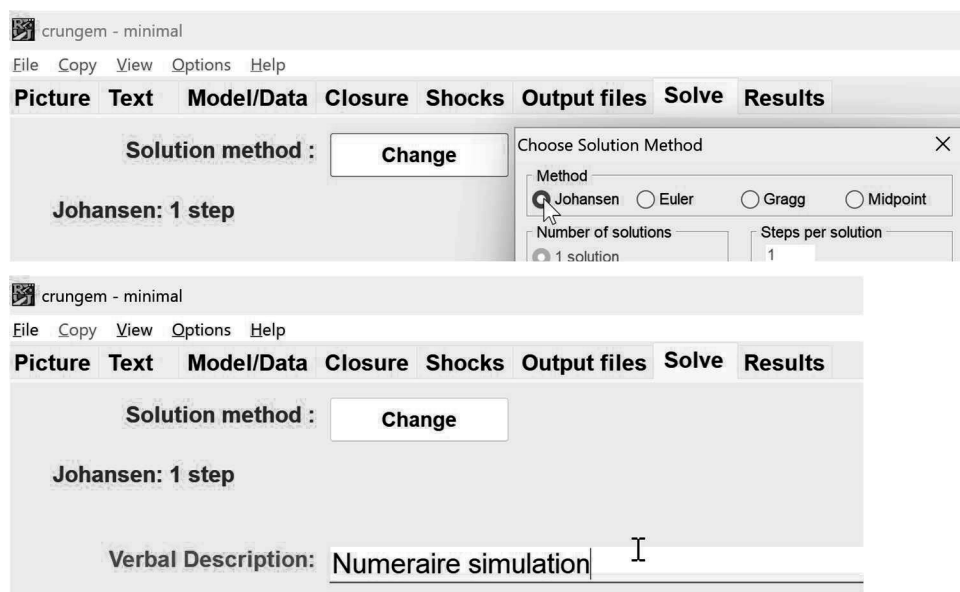 crungem - minimal
File Copy View Options Help
Picture Text Model/Data Closure Shocks Output files Solve Results
Solution method : Change
Choose Solution Method
Method
Johansen Euler Gragg Midpoint
Johansen: 1 step
Number of solutions Steps per solution
1 solution 1
crungem - minimal
File Copy View Options Help
Picture Text Model/Data Closure Shocks Output files Solve Results
Solution method : Change
Johansen: 1 step
Verbal Description: Numeraire simulation